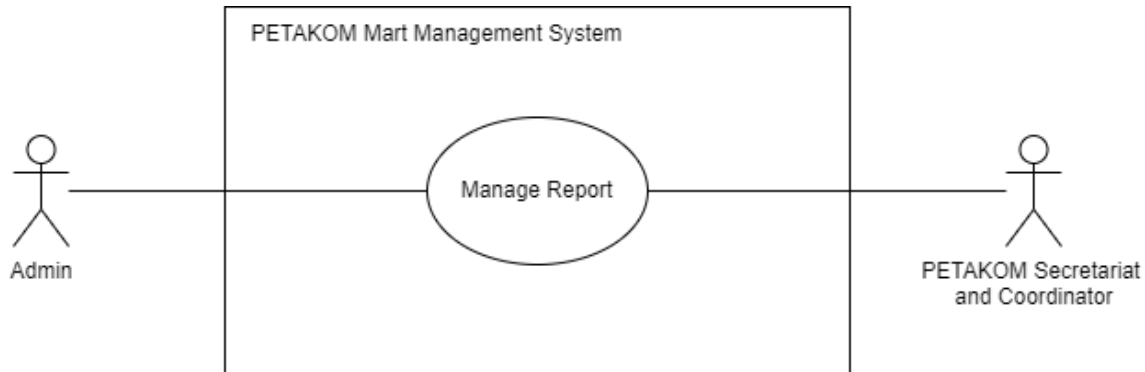 PETAKOM Mart Management System
Manage Report
Admin
PETAKOM Secretariat
and Coordinator